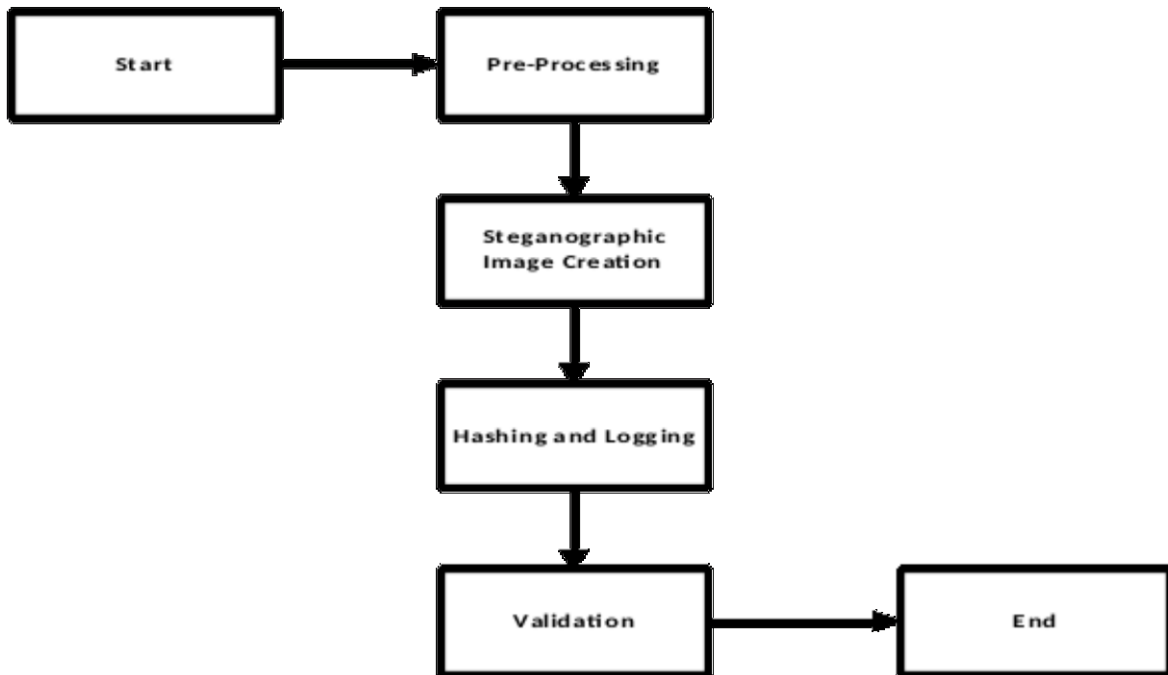 Start
Pre-Processing
Steganographic
Image Creation
Hashing and Logging
Validation
End